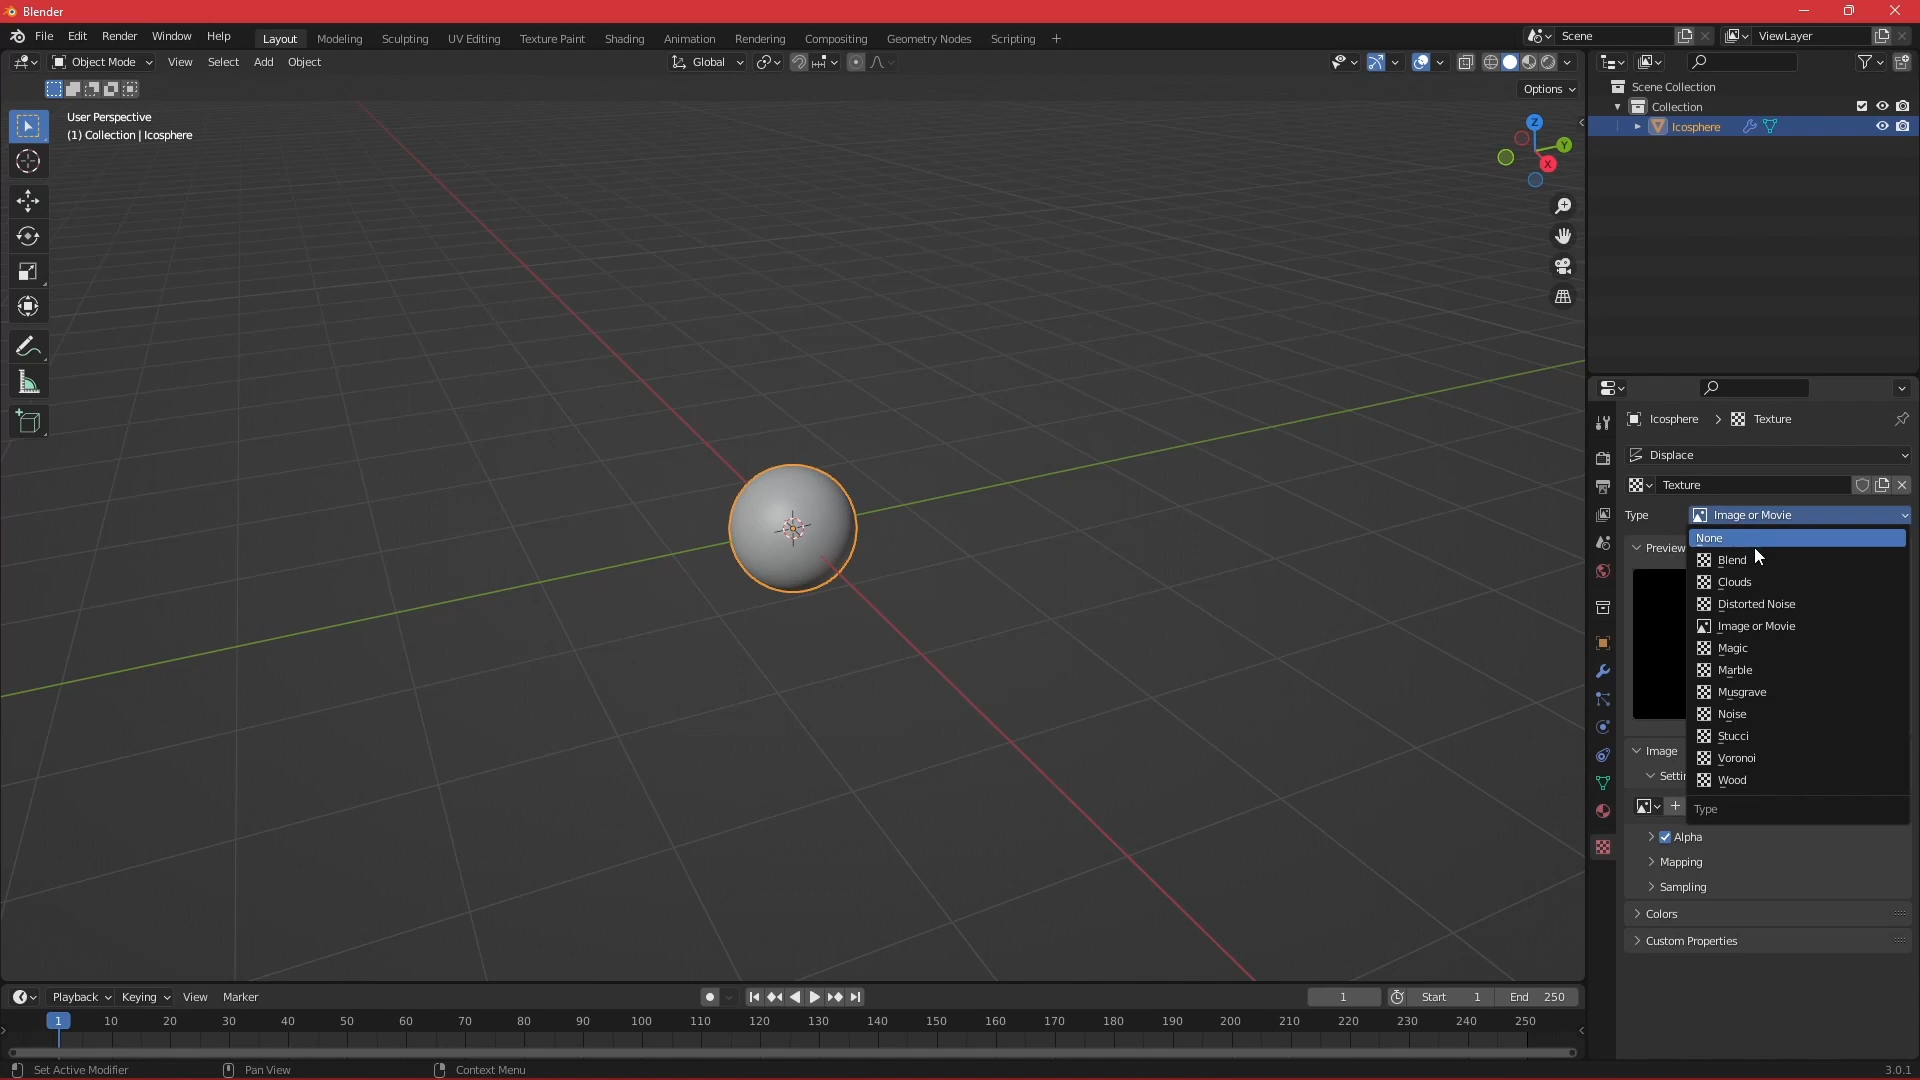 Blender
File Edit Render Window Help Layout Modeling Sculpting UV Editing Texture Paint Shading Animation Rendering Compositing Geometry Nodes Scripting + Scene ViewLayer
Object Mode View Select Add Object Global
Options
User Perspective
(1) Collection | Icosphere
Z
Y
X
Scene Collection
Collection
Icosphere
Icosphere > Texture
Displace
Texture
Type Image or Movie
None
Preview
Blend
Clouds
Distorted Noise
Image or Movie
Magic
Marble
Musgrave
Noise
Stucci
Image
Voronoi
Setti
Wood
Type
Alpha
Mapping
Sampling
Colors
Custom Properties
Playback Keying View Marker 1 Start 1 End 250
1 10 20 30 40 50 60 70 80 90 100 110 120 130 140 150 160 170 180 190 200 210 220 230 240 250
Set Active Modifier Pan View Context Menu 3.0.1